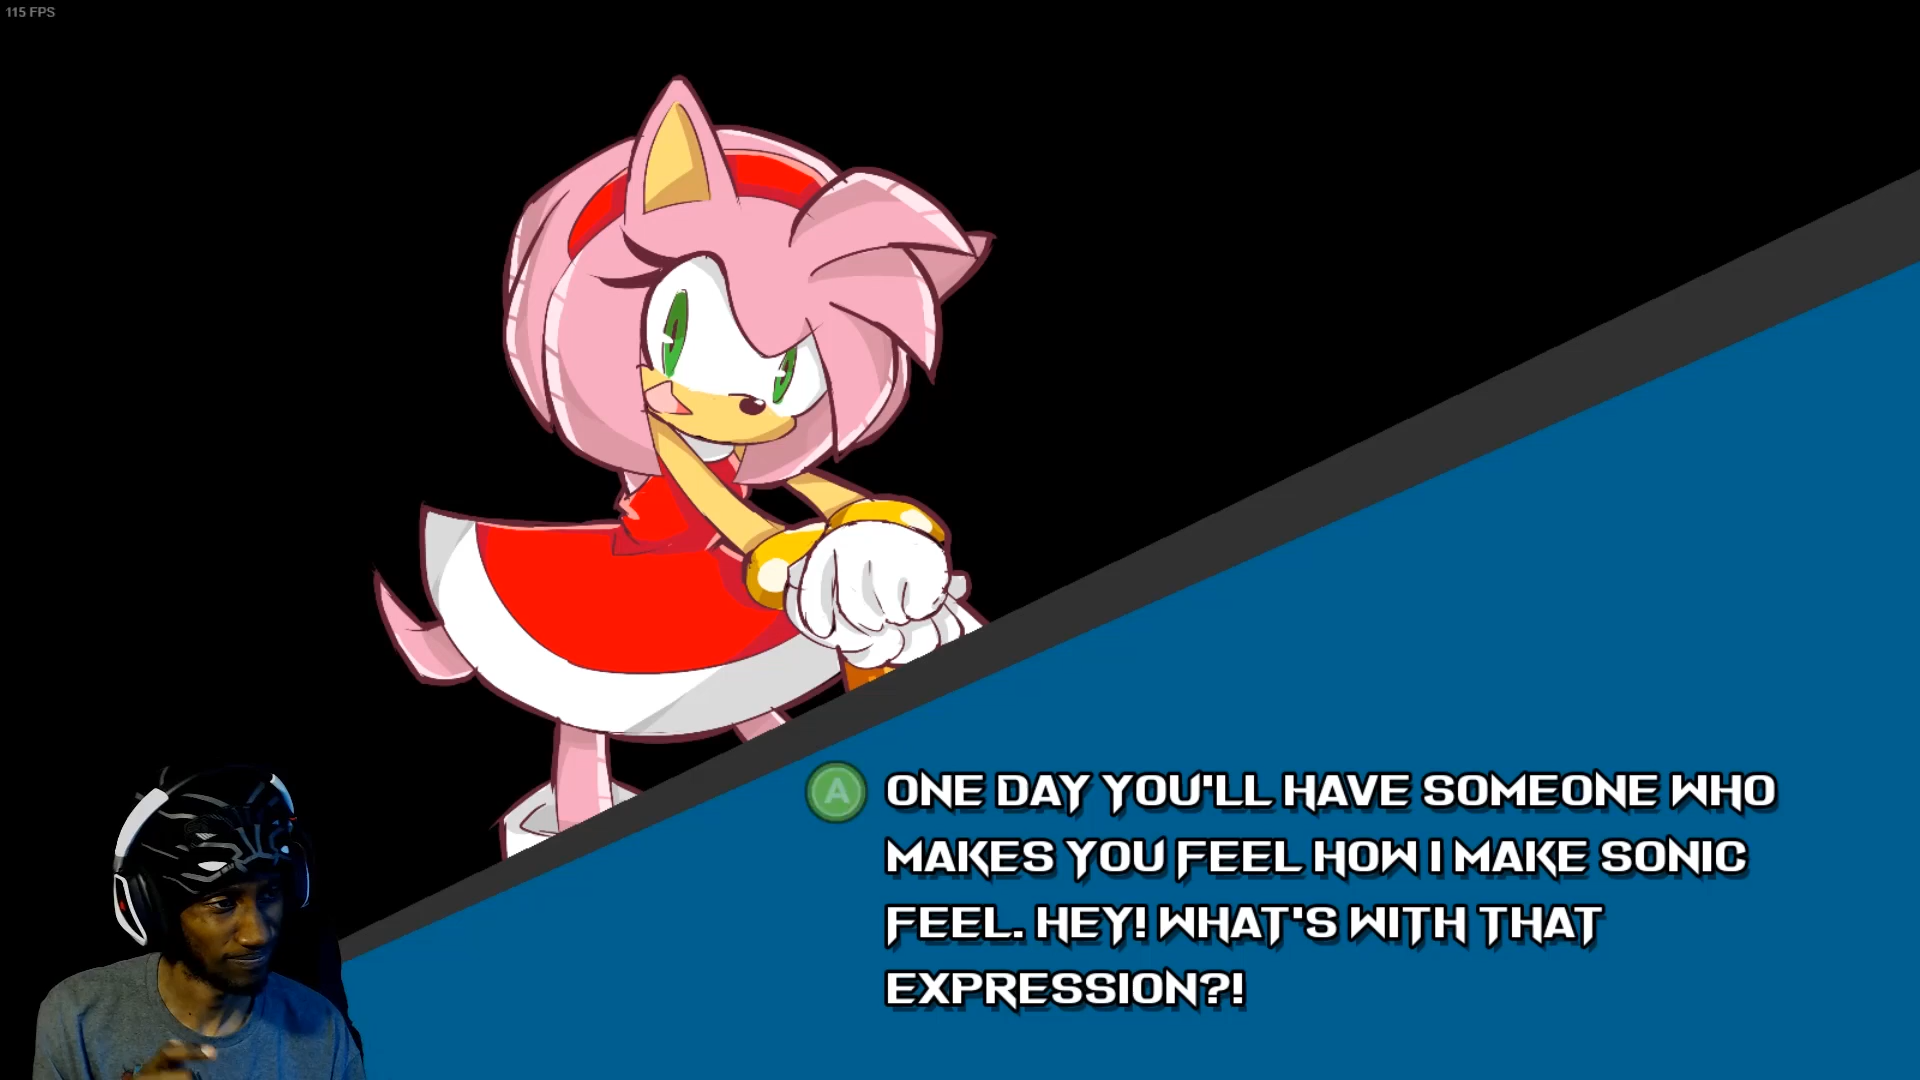 115 FPS
A
ONE DAY YOU'LL HAVE SOMEONE WHO
MAKES YOU FEEL HOW I MAKE SONIC
FEEL. HEY! WHAT'S WITH THAT
EXPRESSION?!